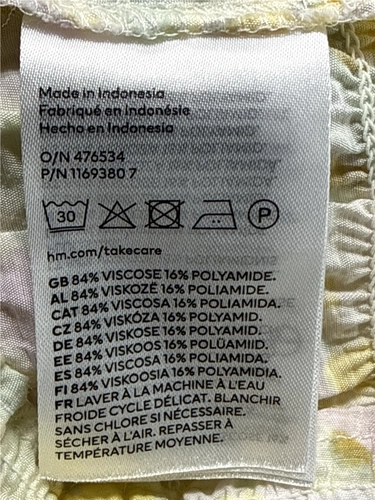 Made in Indonesia
Fabriqué en Indonésie
Hecho en Indonesia
O/N 476534
P/N 1169380 7
30 P
hm.com/takecare
GB 84% VISCOSE 16% POLYAMIDE.
AL 84% VISKOZË 16% POLIAMIDE.
CAT 84% VISCOSA 16% POLIAMIDA.
CZ 84% VISKÓZA 16% POLYAMID.
DE 84% VISKOSE 16% POLYAMID.
EE 84% VISKOOS 16% POLÜAMIID.
ES 84% VISCOSA 16% POLIAMIDA.
FI 84% VISKOOSIA 16% POLYAMIDIA.
FR LAVER À LA MACHINE À L'EAU
FROIDE CYCLE DÉLICAT. BLANCHIR
SANS CHLORE SI NÉCESSAIRE.
SÉCHER À L'AIR. REPASSER À
TEMPÉRATURE MOYENNE.